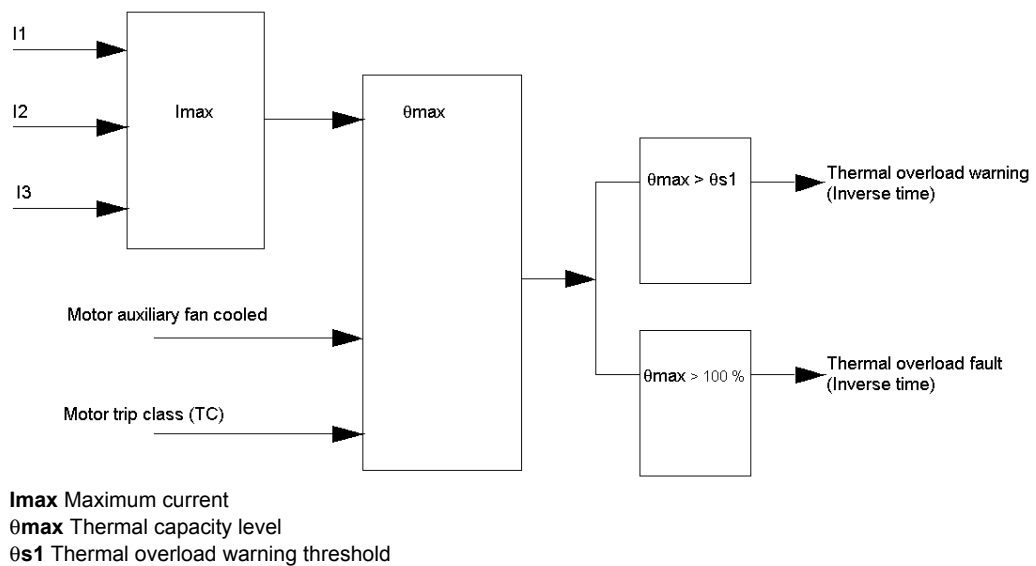 I1
I2
I3
Imax
θmax
Motor auxiliary fan cooled
Motor trip class (TC)
θmax > θs1
Thermal overload warning
(Inverse time)
θmax > 100 %
Thermal overload fault
(Inverse time)
Imax Maximum current
θmax Thermal capacity level
θs1 Thermal overload warning threshold